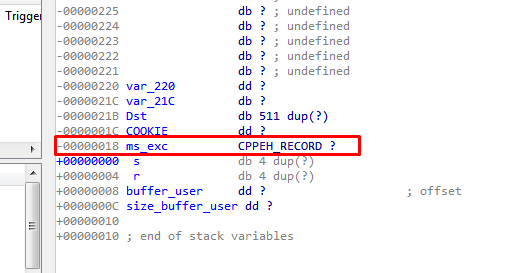 Trigger
-00000225 db ? ; undefined
-00000224 db ? ; undefined
-00000223 db ? ; undefined
-00000222 db ? ; undefined
-00000221 db ? ; undefined
-00000220 var_220 dd ?
-0000021C var_21C db ?
-0000021B Dst db 511 dup(?)
-0000001C COOKIE dd ?
-00000018 ms_exc CPPEH_RECORD ?
+00000000 s db 4 dup(?)
+00000004 r db 4 dup(?)
+00000008 buffer_user dd ? ; offset
+0000000C size_buffer_user dd ?
+00000010
+00000010 ; end of stack variables